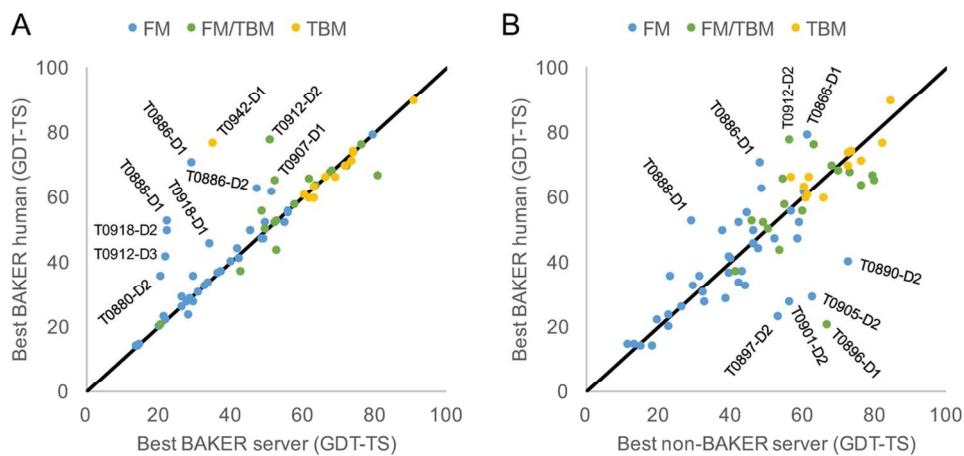 A
FM FM/TBM TBM
Best BAKER human (GDT-TS)
100
80
60
40
20
0
T0886-D1
T0942-D1
T0912-D2
T0907-D1
T0886-D2
T0886-D1
T0918-D1
T0918-D2
T0912-D3
T0880-D2
0 20 40 60 80 100
Best BAKER server (GDT-TS)
B
FM FM/TBM TBM
Best BAKER human (GDT-TS)
100
80
60
40
20
0
T0886-D1
T0912-D2
T0866-D1
T0888-D1
T0890-D2
T0905-D2
T0897-D2
T0901-D2
T0896-D1
0 20 40 60 80 100
Best non-BAKER server (GDT-TS)